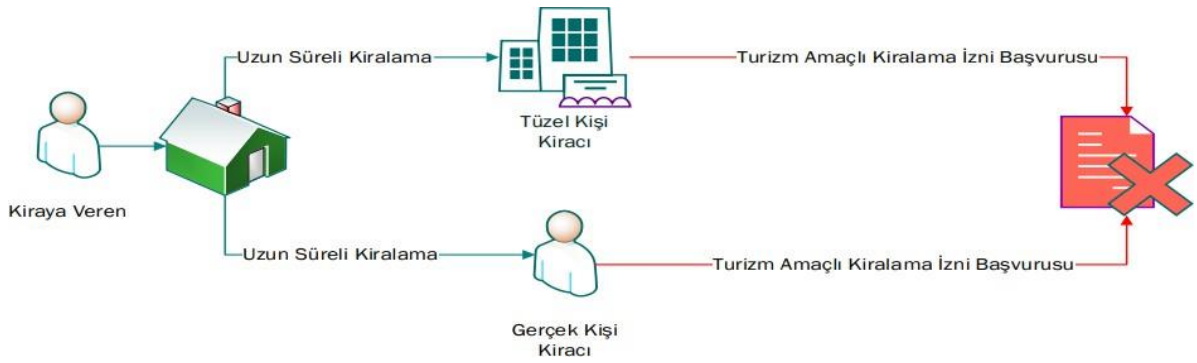 Uzun Süreli Kiralama
Turizm Amaçlı Kiralama İzni Başvurusu
Tüzel Kişi
Kiracı
Kiraya Veren
Uzun Süreli Kiralama
Turizm Amaçlı Kiralama İzni Başvurusu
Gerçek Kişi
Kiracı